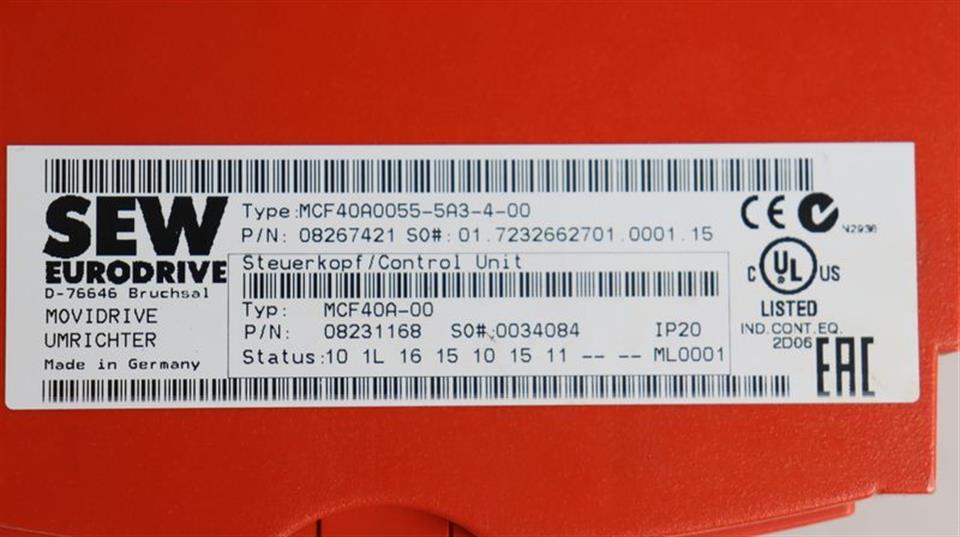 SEW
EURODRIVE
D-76646 Bruchsal
MOVIDRIVE
UMRICHTER
Made in Germany
Type:MCF40A0055-5A3-4-00
P/N: 08267421 SO#: 01.7232662701.0001.15
Steuerkopf/Control Unit
Typ: MCF40A-00
P/N: 08231168 SO#:0034084 IP20
Status:10 1L 16 15 10 15 11 -- -- ML0001
CE
N2936
C UL US
LISTED
IND.CONT.EQ.
2D06
EAC